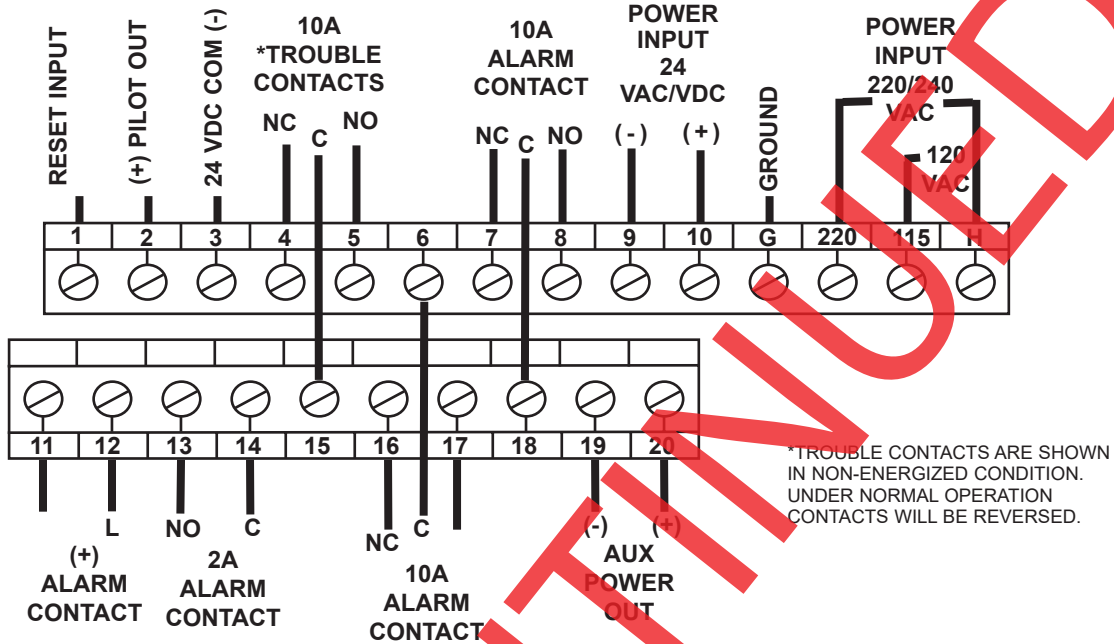 RESET INPUT
(+) PILOT OUT
24 VDC COM (-)
10A
*TROUBLE
CONTACTS
NC C NO
10A
ALARM
CONTACT
NC C NO
POWER
INPUT
24
VAC/VDC
(-) (+)
GROUND
POWER
INPUT
220/240
VAC
120
VAC
1 2 3 4 5 6 7 8 9 10 G 220 115 H
11 12 13 14 15 16 17 18 19 20
L
(+)
ALARM
CONTACT
NO C
2A
ALARM
CONTACT
NC C
10A
ALARM
CONTACT
(-) (+)
AUX
POWER
OUT
*TROUBLE CONTACTS ARE SHOWN
IN NON-ENERGIZED CONDITION.
UNDER NORMAL OPERATION
CONTACTS WILL BE REVERSED.
TINUED